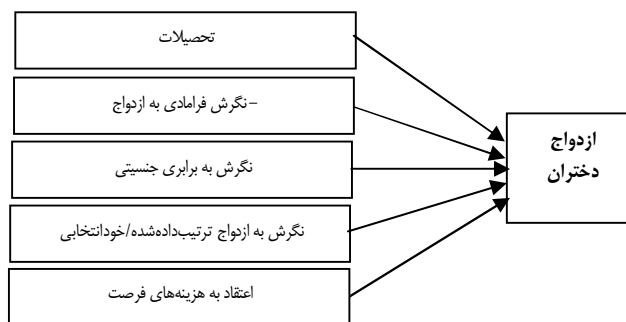 تحصیلات
-نگرش فرامادی به ازدواج
نگرش به برابری جنسیتی
نگرش به ازدواج ترتیب‌داده‌شده/خودانتخابی
اعتقاد به هزینه‌های فرصت
ازدواج
دختران